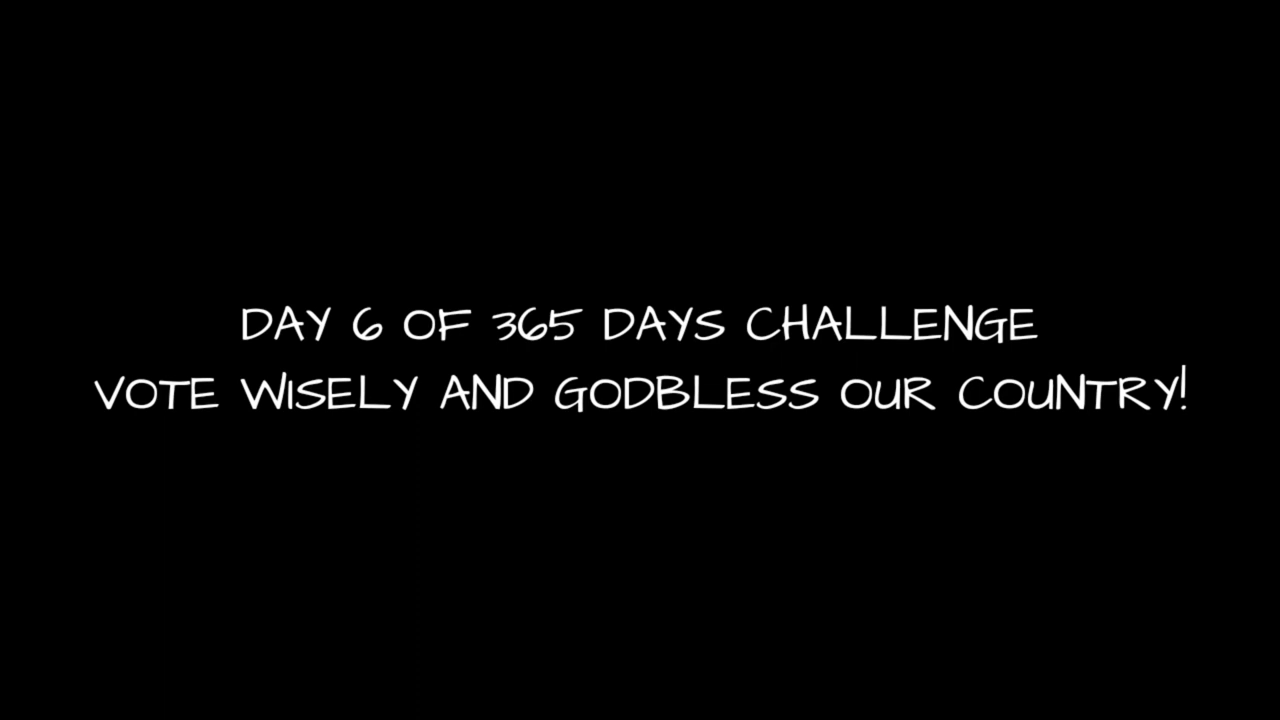 DAY 6 OF 365 DAYS CHALLENGE
VOTE WISELY AND GODBLESS OUR COUNTRY!